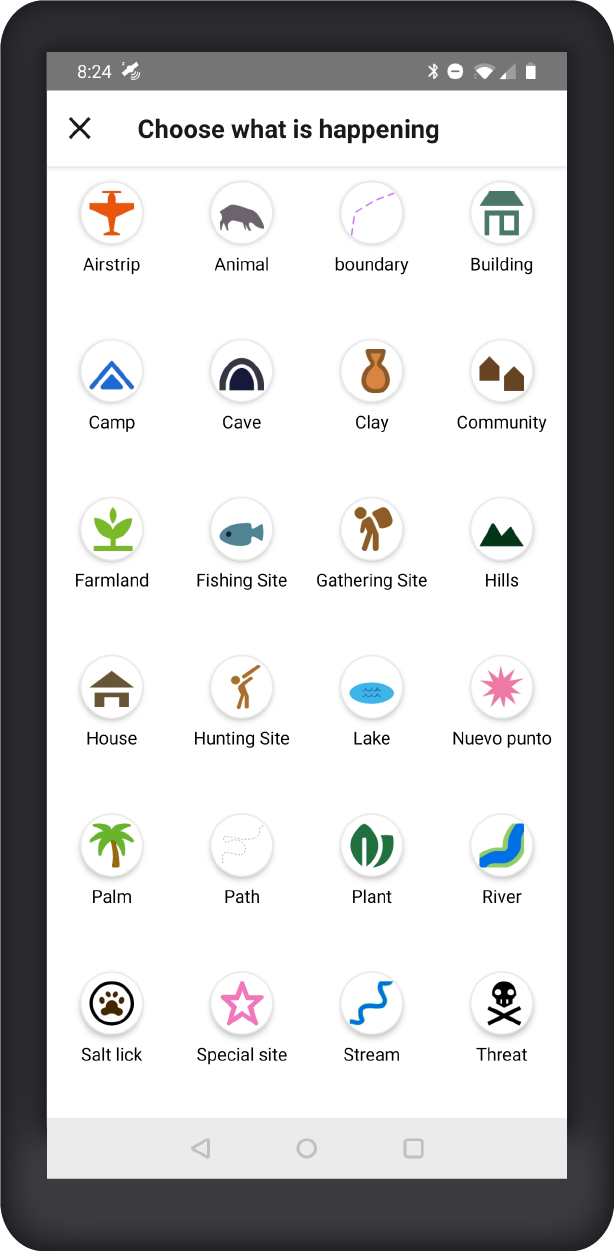 8:24
Choose what is happening
Airstrip Animal boundary Building
Camp Cave Clay Community
Farmland Fishing Site Gathering Site Hills
House Hunting Site Lake Nuevo punto
Palm Path Plant River
Salt lick Special site Stream Threat